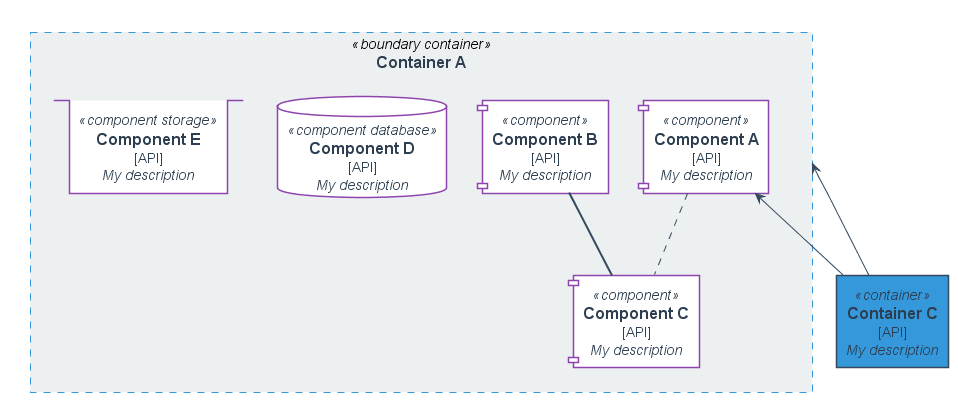 «boundary container»
Container A
«component storage»
Component E
[API]
My description
«component database»
Component D
[API]
My description
«component»
Component B
[API]
My description
«component»
Component A
[API]
My description
«component»
Component C
[API]
My description
«container»
Container C
[API]
My description